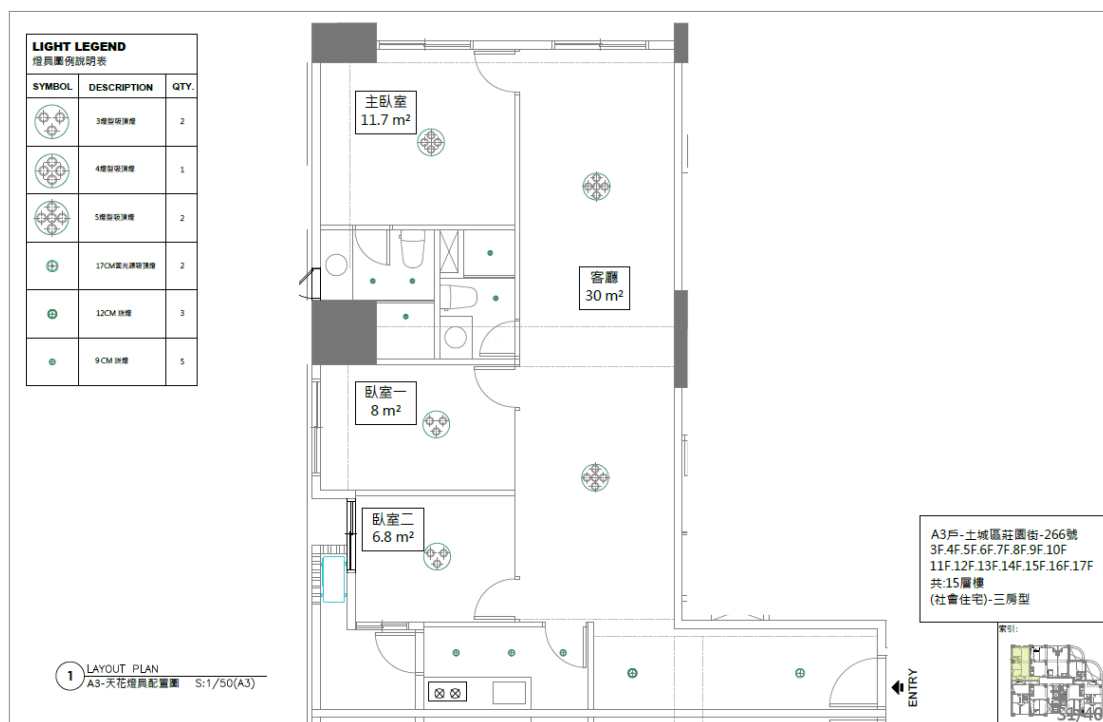 LIGHT LEGEND
燈具圖例說明表
SYMBOL DESCRIPTION QTY.
3燈型吸頂燈 2
4燈型吸頂燈 1
5燈型吸頂燈 2
17CM面光源吸頂燈 2
12CM 崁燈 3
9 CM 崁燈 5
主臥室
11.7 m²
客廳
30 m²
臥室一
8 m²
臥室二
6.8 m²
A3戶-土城區莊園街-266號
3F.4F.5F.6F.7F.8F.9F.10F
11F.12F.13F.14F.15F.16F.17F
共:15層樓
(社會住宅)-三房型
索引:
ENTRY
1 LAYOUT PLAN
A3-天花燈具配置圖 S:1/50(A3)